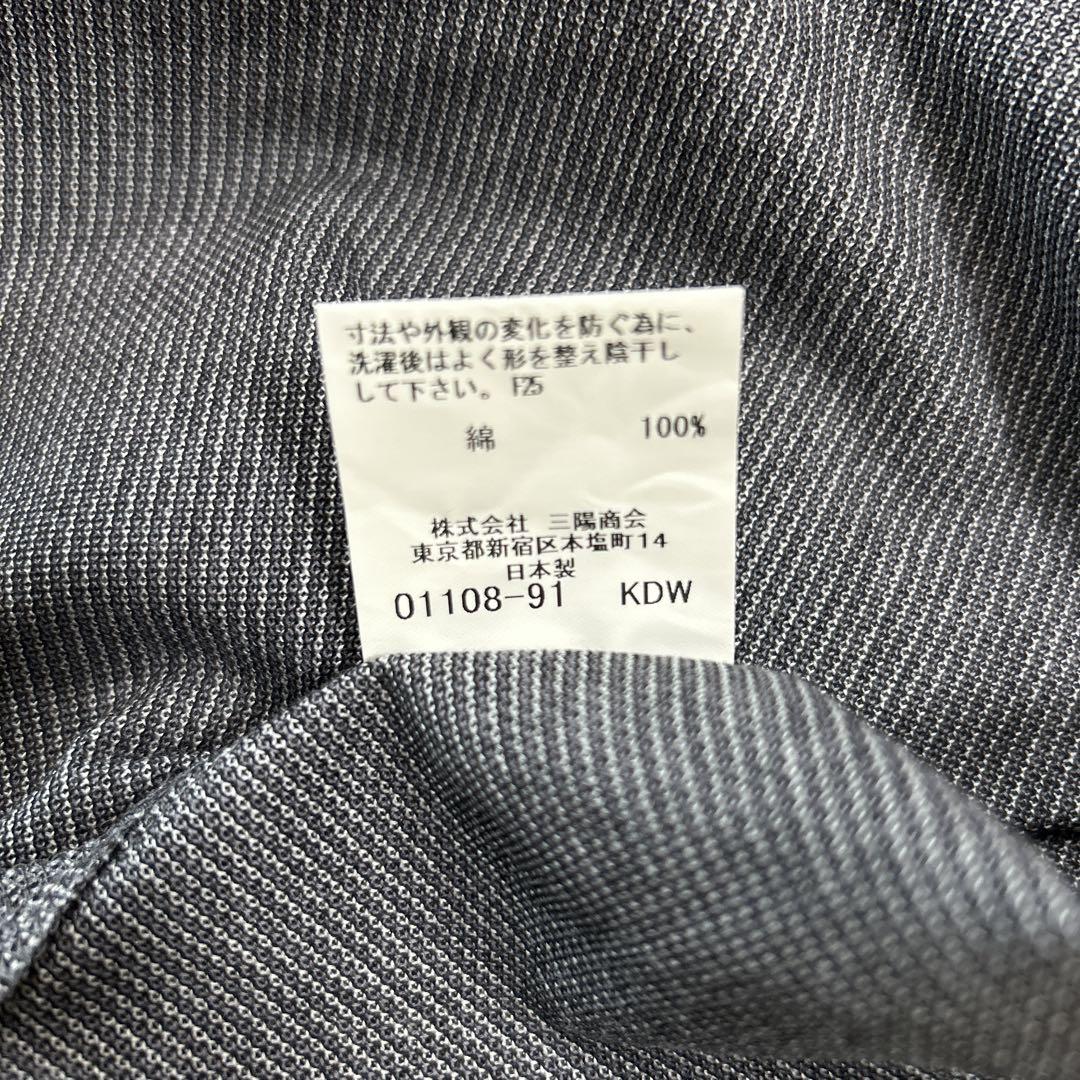 寸法や外観の変化を防ぐ為に、
洗濯後はよく形を整え陰干し
して下さい。 F25
綿 100%
株式会社 三陽商会
東京都新宿区本塩町14
日本製
01108-91 KDW